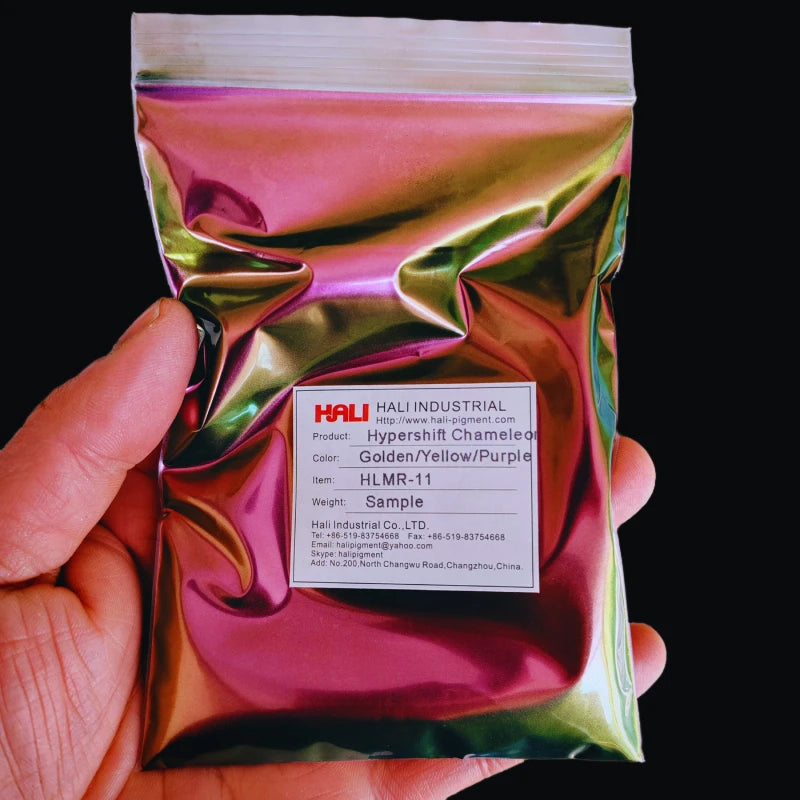 HALI HALI INDUSTRIAL
Http://www.hali-pigment.com
Product: Hypershift Chameleon
Color: Golden/Yellow/Purple
Item: HLMR-11
Weight: Sample
Hali Industrial Co.,LTD.
Tel: +86-519-83754668 Fax: +86-519-83754668
Email: halipigment@yahoo.com
Skype: halipigment
Add: No.200,North Changwu Road,Changzhou,China.